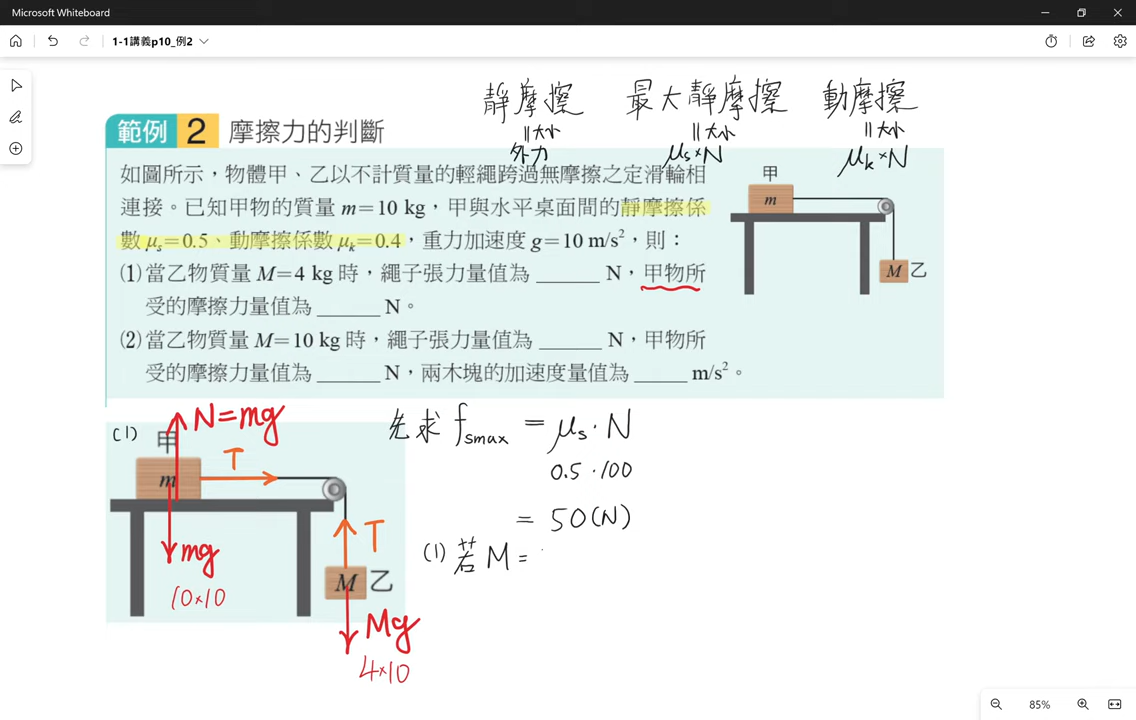 Microsoft Whiteboard
1-1講義p10_例2
靜摩擦 最大靜摩擦 動摩擦
=大小 =大小 =大小
外力 μs×N μk×N
範例 2 摩擦力的判斷
如圖所示,物體甲、乙以不計質量的輕繩跨過無摩擦之定滑輪相
連接。已知甲物的質量 m=10 kg,甲與水平桌面間的靜摩擦係
數 μs=0.5、動摩擦係數 μk=0.4,重力加速度 g=10 m/s²,則:
(1)當乙物質量 M=4 kg 時,繩子張力量值為 ______ N,甲物所
受的摩擦力量值為 ______ N。
(2)當乙物質量 M=10 kg 時,繩子張力量值為 ______ N,甲物所
受的摩擦力量值為 ______ N,兩木塊的加速度量值為 _____ m/s²。
甲
m
M 乙
(1) 甲 N=mg
T
m
T
mg
10×10
M 乙
Mg
4×10
先求 fsmax = μs·N
0.5·100
= 50(N)
(1) 若 M=
85%